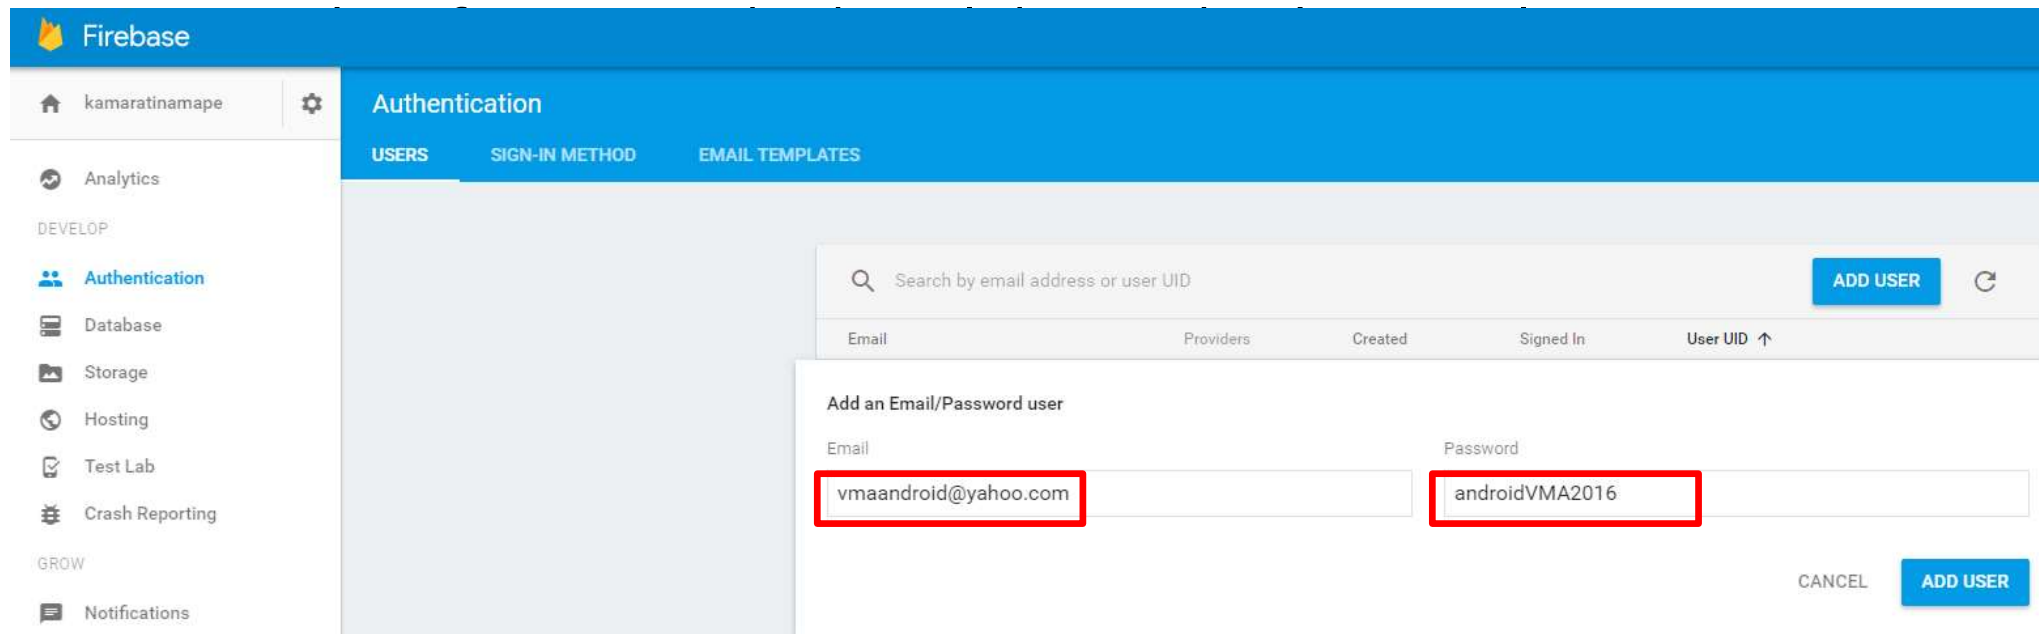 Firebase
kamaratinamape
Authentication
USERS SIGN-IN METHOD EMAIL TEMPLATES
Analytics
DEVELOP
Authentication
Database
Storage
Hosting
Test Lab
Crash Reporting
GROW
Notifications
Search by email address or user UID ADD USER
Email Providers Created Signed In User UID ↑
Add an Email/Password user
Email Password
vmaandroid@yahoo.com androidVMA2016
CANCEL ADD USER